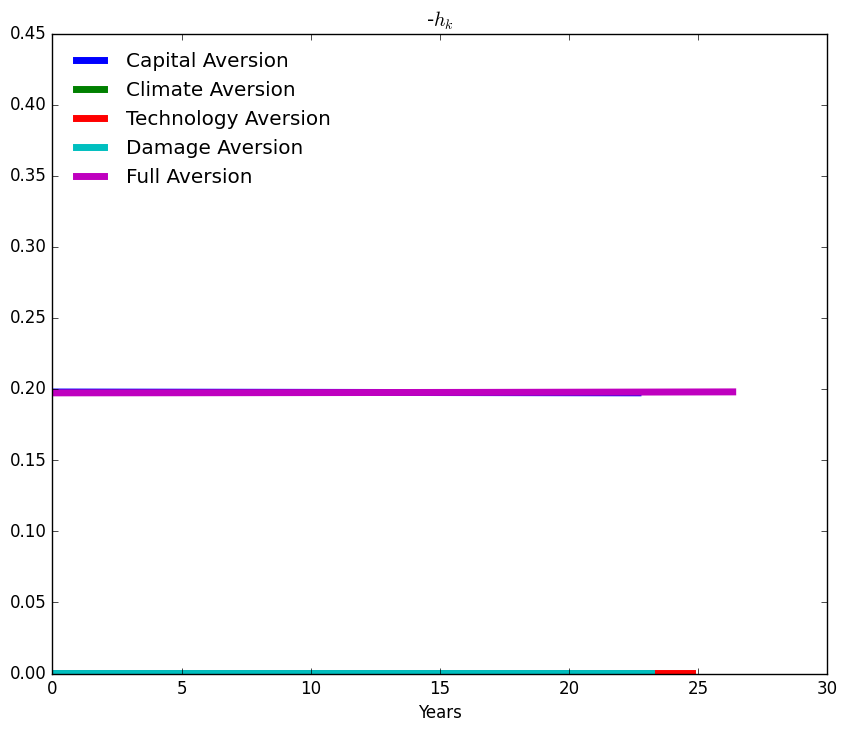 -h_k
0.45
0.40
0.35
0.30
0.25
0.20
0.15
0.10
0.05
0.00
Capital Aversion
Climate Aversion
Technology Aversion
Damage Aversion
Full Aversion
0 5 10 15 20 25 30
Years